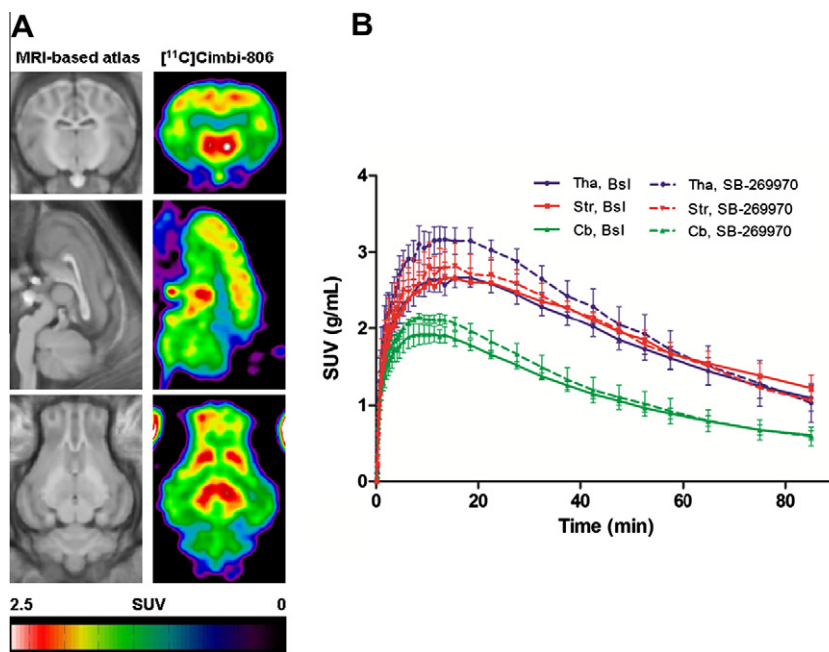 A
MRI-based atlas
[¹¹C]Cimbi-806
2.5 SUV 0
B
SUV (g/mL)
4
3
2
1
0
0 20 40 60 80
Time (min)
Tha, Bsl Tha, SB-269970
Str, Bsl Str, SB-269970
Cb, Bsl Cb, SB-269970